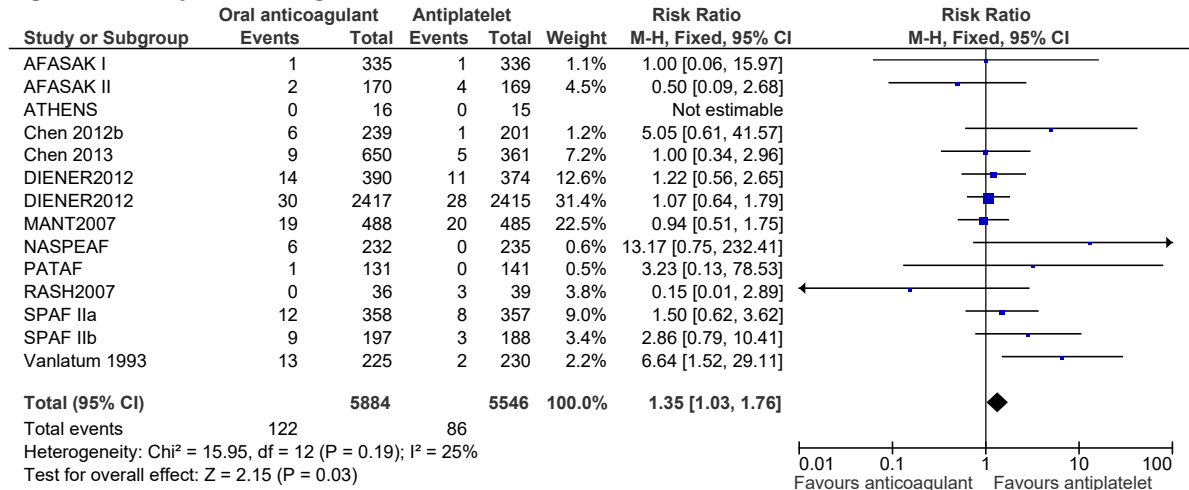 Oral anticoagulant Antiplatelet Risk Ratio Risk Ratio
Study or Subgroup Events Total Events Total Weight M-H, Fixed, 95% CI M-H, Fixed, 95% CI
AFASAK I 1 335 1 336 1.1% 1.00 [0.06, 15.97]
AFASAK II 2 170 4 169 4.5% 0.50 [0.09, 2.68]
ATHENS 0 16 0 15 Not estimable
Chen 2012b 6 239 1 201 1.2% 5.05 [0.61, 41.57]
Chen 2013 9 650 5 361 7.2% 1.00 [0.34, 2.96]
DIENER2012 14 390 11 374 12.6% 1.22 [0.56, 2.65]
DIENER2012 30 2417 28 2415 31.4% 1.07 [0.64, 1.79]
MANT2007 19 488 20 485 22.5% 0.94 [0.51, 1.75]
NASPEAF 6 232 0 235 0.6% 13.17 [0.75, 232.41]
PATAF 1 131 0 141 0.5% 3.23 [0.13, 78.53]
RASH2007 0 36 3 39 3.8% 0.15 [0.01, 2.89]
SPAF IIa 12 358 8 357 9.0% 1.50 [0.62, 3.62]
SPAF IIb 9 197 3 188 3.4% 2.86 [0.79, 10.41]
Vanlatum 1993 13 225 2 230 2.2% 6.64 [1.52, 29.11]
Total (95% CI) 5884 5546 100.0% 1.35 [1.03, 1.76]
Total events 122 86
Heterogeneity: Chi² = 15.95, df = 12 (P = 0.19); I² = 25%
Test for overall effect: Z = 2.15 (P = 0.03)
0.01 0.1 1 10 100
Favours anticoagulant Favours antiplatelet